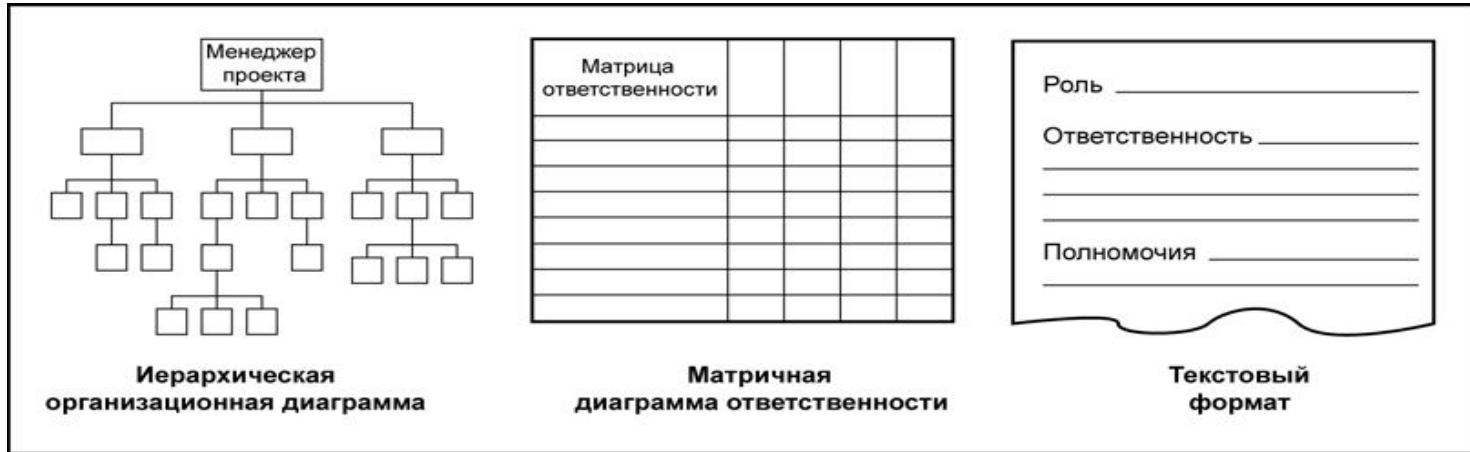 Менеджер
проекта
Матрица
ответственности
Роль
Ответственность
Полномочия
Иерархическая
организационная диаграмма
Матричная
диаграмма ответственности
Текстовый
формат